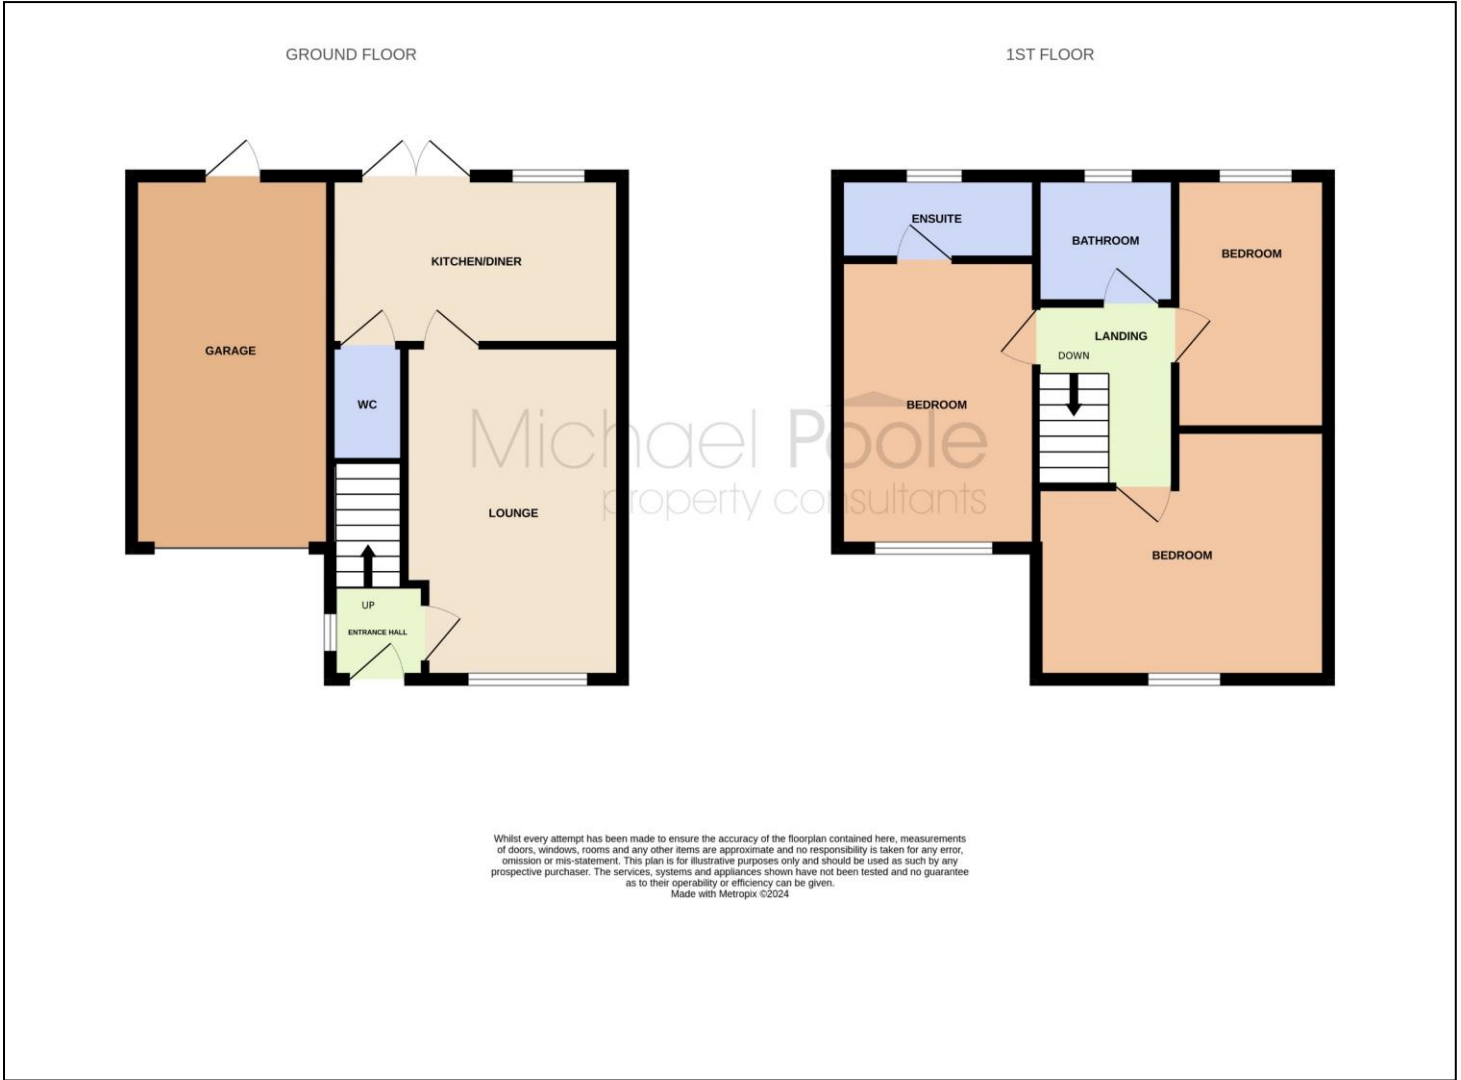 GROUND FLOOR
1ST FLOOR
KITCHEN/DINER
GARAGE
WC
LOUNGE
UP
ENTRANCE HALL
ENSUITE
BATHROOM
BEDROOM
LANDING
DOWN
BEDROOM
BEDROOM
Michael Poole
property consultants
Whilst every attempt has been made to ensure the accuracy of the floorplan contained here, measurements
of doors, windows, rooms and any other items are approximate and no responsibility is taken for any error,
omission or mis-statement. This plan is for illustrative purposes only and should be used as such by any
prospective purchaser. The services, systems and appliances shown have not been tested and no guarantee
as to their operability or efficiency can be given.
Made with Metropix ©2024